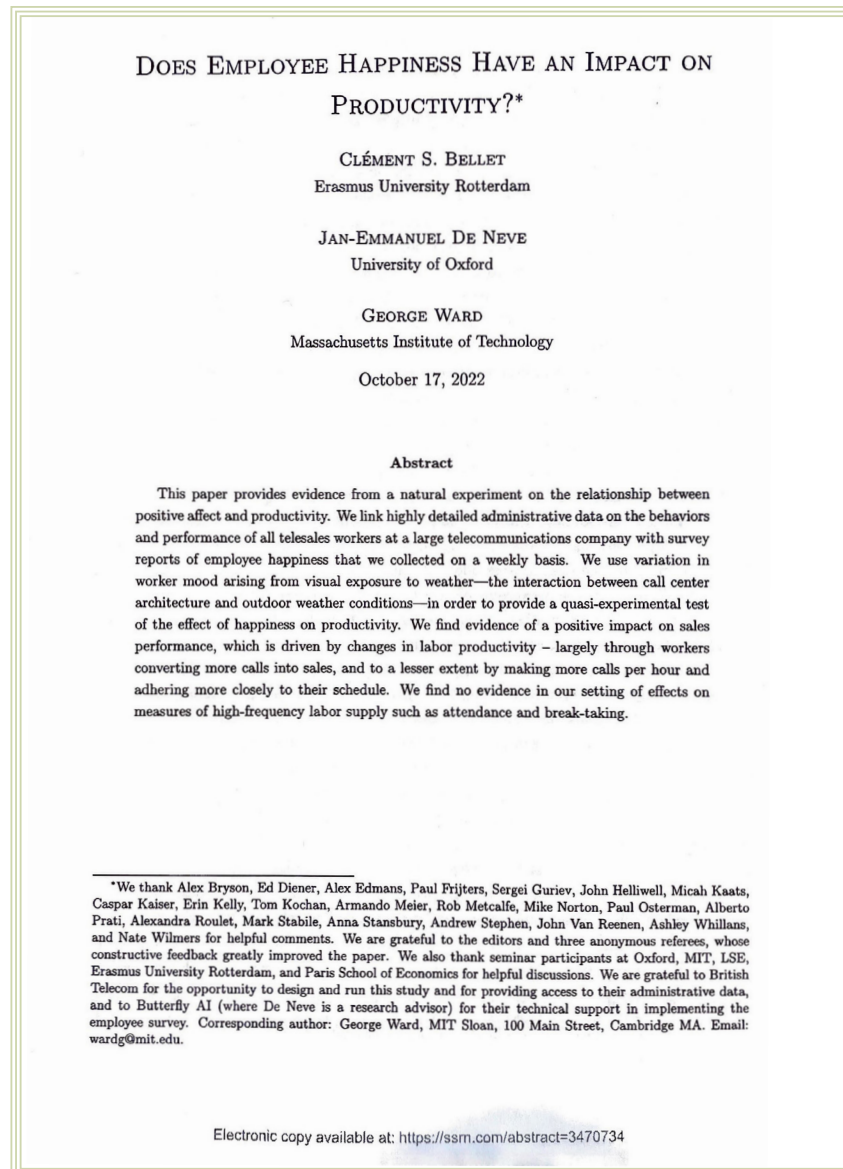 DOES EMPLOYEE HAPPINESS HAVE AN IMPACT ON
PRODUCTIVITY?*
CLÉMENT S. BELLET
Erasmus University Rotterdam
JAN-EMMANUEL DE NEVE
University of Oxford
GEORGE WARD
Massachusetts Institute of Technology
October 17, 2022
Abstract
This paper provides evidence from a natural experiment on the relationship between
positive affect and productivity. We link highly detailed administrative data on the behaviors
and performance of all telesales workers at a large telecommunications company with survey
reports of employee happiness that we collected on a weekly basis. We use variation in
worker mood arising from visual exposure to weather—the interaction between call center
architecture and outdoor weather conditions—in order to provide a quasi-experimental test
of the effect of happiness on productivity. We find evidence of a positive impact on sales
performance, which is driven by changes in labor productivity – largely through workers
converting more calls into sales, and to a lesser extent by making more calls per hour and
adhering more closely to their schedule. We find no evidence in our setting of effects on
measures of high-frequency labor supply such as attendance and break-taking.
*We thank Alex Bryson, Ed Diener, Alex Edmans, Paul Frijters, Sergei Guriev, John Helliwell, Micah Kaats,
Caspar Kaiser, Erin Kelly, Tom Kochan, Armando Meier, Rob Metcalfe, Mike Norton, Paul Osterman, Alberto
Prati, Alexandra Roulet, Mark Stabile, Anna Stansbury, Andrew Stephen, John Van Reenen, Ashley Whillans,
and Nate Wilmers for helpful comments. We are grateful to the editors and three anonymous referees, whose
constructive feedback greatly improved the paper. We also thank seminar participants at Oxford, MIT, LSE,
Erasmus University Rotterdam, and Paris School of Economics for helpful discussions. We are grateful to British
Telecom for the opportunity to design and run this study and for providing access to their administrative data,
and to Butterfly AI (where De Neve is a research advisor) for their technical support in implementing the
employee survey. Corresponding author: George Ward, MIT Sloan, 100 Main Street, Cambridge MA. Email:
wardg@mit.edu.
Electronic copy available at: https://ssrn.com/abstract=3470734